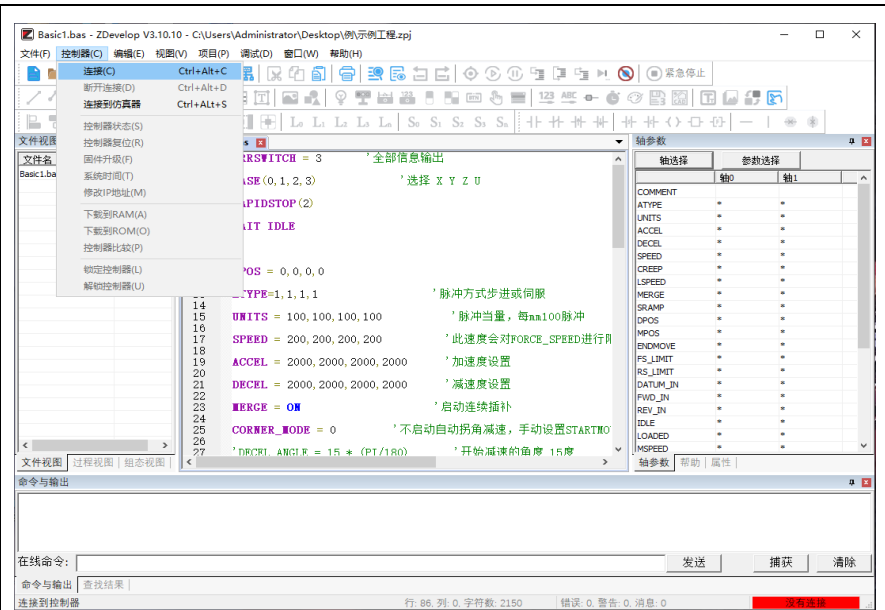 Basic1.bas - ZDevelop V3.10.10 - C:\Users\Administrator\Desktop\例\示例工程.zpj
文件(F) 控制器(C) 编辑(E) 视图(V) 项目(P) 调试(D) 窗口(W) 帮助(H)
紧急停止
连接(C) Ctrl+Alt+C
断开连接(D) Ctrl+Alt+D
连接到仿真器 Ctrl+ALt+S
控制器状态(S)
控制器复位(R)
固件升级(F)
系统时间(T)
修改IP地址(M)
下载到RAM(A)
下载到ROM(O)
控制器比较(P)
锁定控制器(L)
解锁控制器(U)
文件视图
文件名
Basic1.ba
RRSWITCH = 3 '全部信息输出
ASE(0,1,2,3) '选择 X Y Z U
APIDSTOP(2)
AIT IDLE
POS = 0,0,0,0
TYPE=1,1,1,1 '脉冲方式步进或伺服
14
15 UNITS = 100,100,100,100 '脉冲当量，每mm100脉冲
16
17 SPEED = 200,200,200,200 '此速度会对FORCE_SPEED进行
18
19 ACCEL = 2000,2000,2000,2000 '加速度设置
20
21 DECEL = 2000,2000,2000,2000 '减速度设置
22
23 MERGE = ON '启动连续插补
24
25 CORNER_MODE = 0 '不启动自动拐角减速，手动设置STARTMO
26
27 'DECEL_ANGLE = 15 * (PI/180) '开始减速的角度 15度
轴参数
轴选择 参数选择
轴0 轴1
COMMENT
ATYPE * *
UNITS * *
ACCEL * *
DECEL * *
SPEED * *
CREEP * *
LSPEED * *
MERGE * *
SRAMP * *
DPOS * *
MPOS * *
ENDMOVE * *
FS_LIMIT * *
RS_LIMIT * *
DATUM_IN * *
FWD_IN * *
REV_IN * *
IDLE * *
LOADED * *
MSPEED * *
文件视图 过程视图 组态视图
轴参数 帮助 属性
命令与输出
在线命令: 发送 捕获 清除
命令与输出 查找结果
连接到控制器 行: 86, 列: 0, 字符数: 2150 错误: 0, 警告: 0, 消息: 0 没有连接